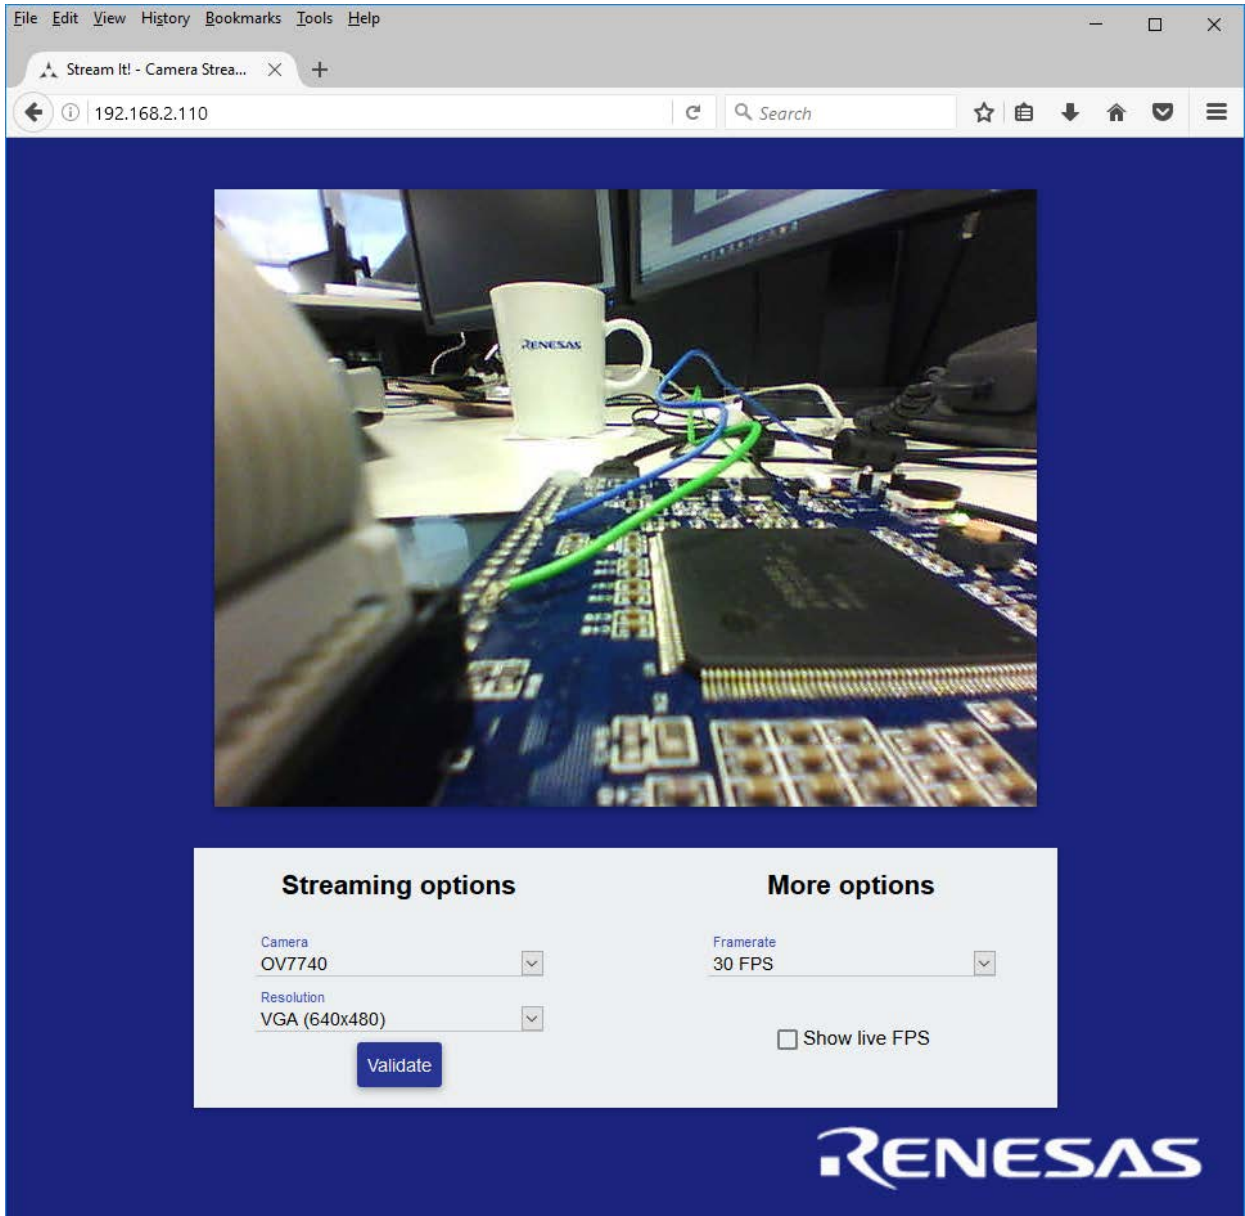 File Edit View History Bookmarks Tools Help
Stream It! - Camera Strea...
192.168.2.110
Search
RENESAS
Streaming options
More options
Camera
OV7740
Framerate
30 FPS
Resolution
VGA (640x480)
Show live FPS
Validate
RENESAS